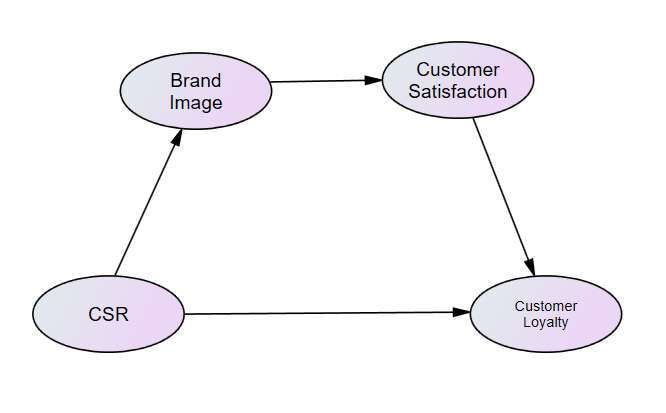 Brand
Image
Customer
Satisfaction
CSR
Customer
Loyalty